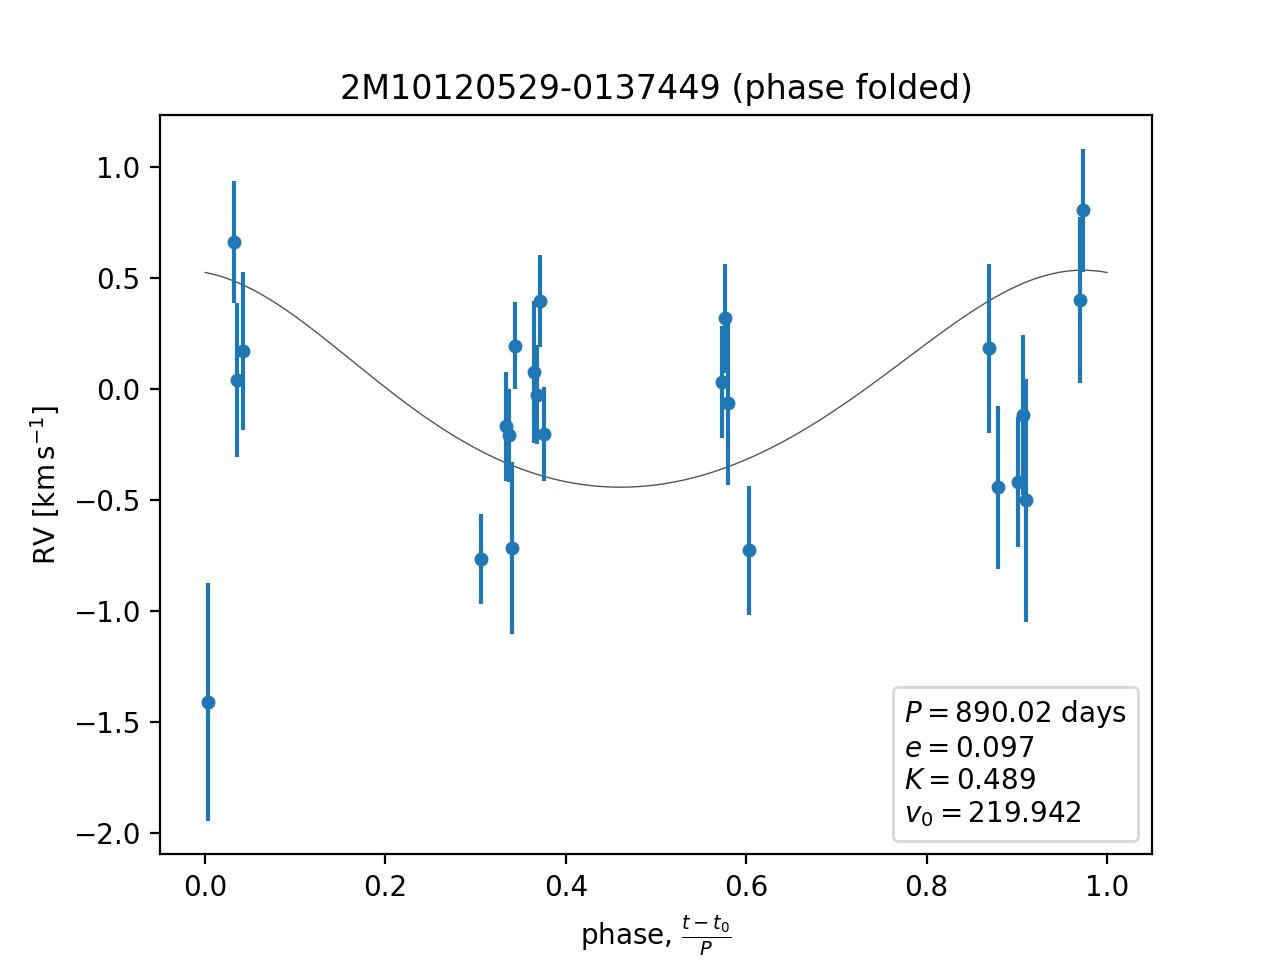 2M10120529-0137449 (phase folded)
RV [km s⁻¹]
1.0
0.5
0.0
−0.5
−1.0
−1.5
−2.0
P = 890.02 days
e = 0.097
K = 0.489
v₀ = 219.942
0.0 0.2 0.4 0.6 0.8 1.0
phase, (t − t₀)/P